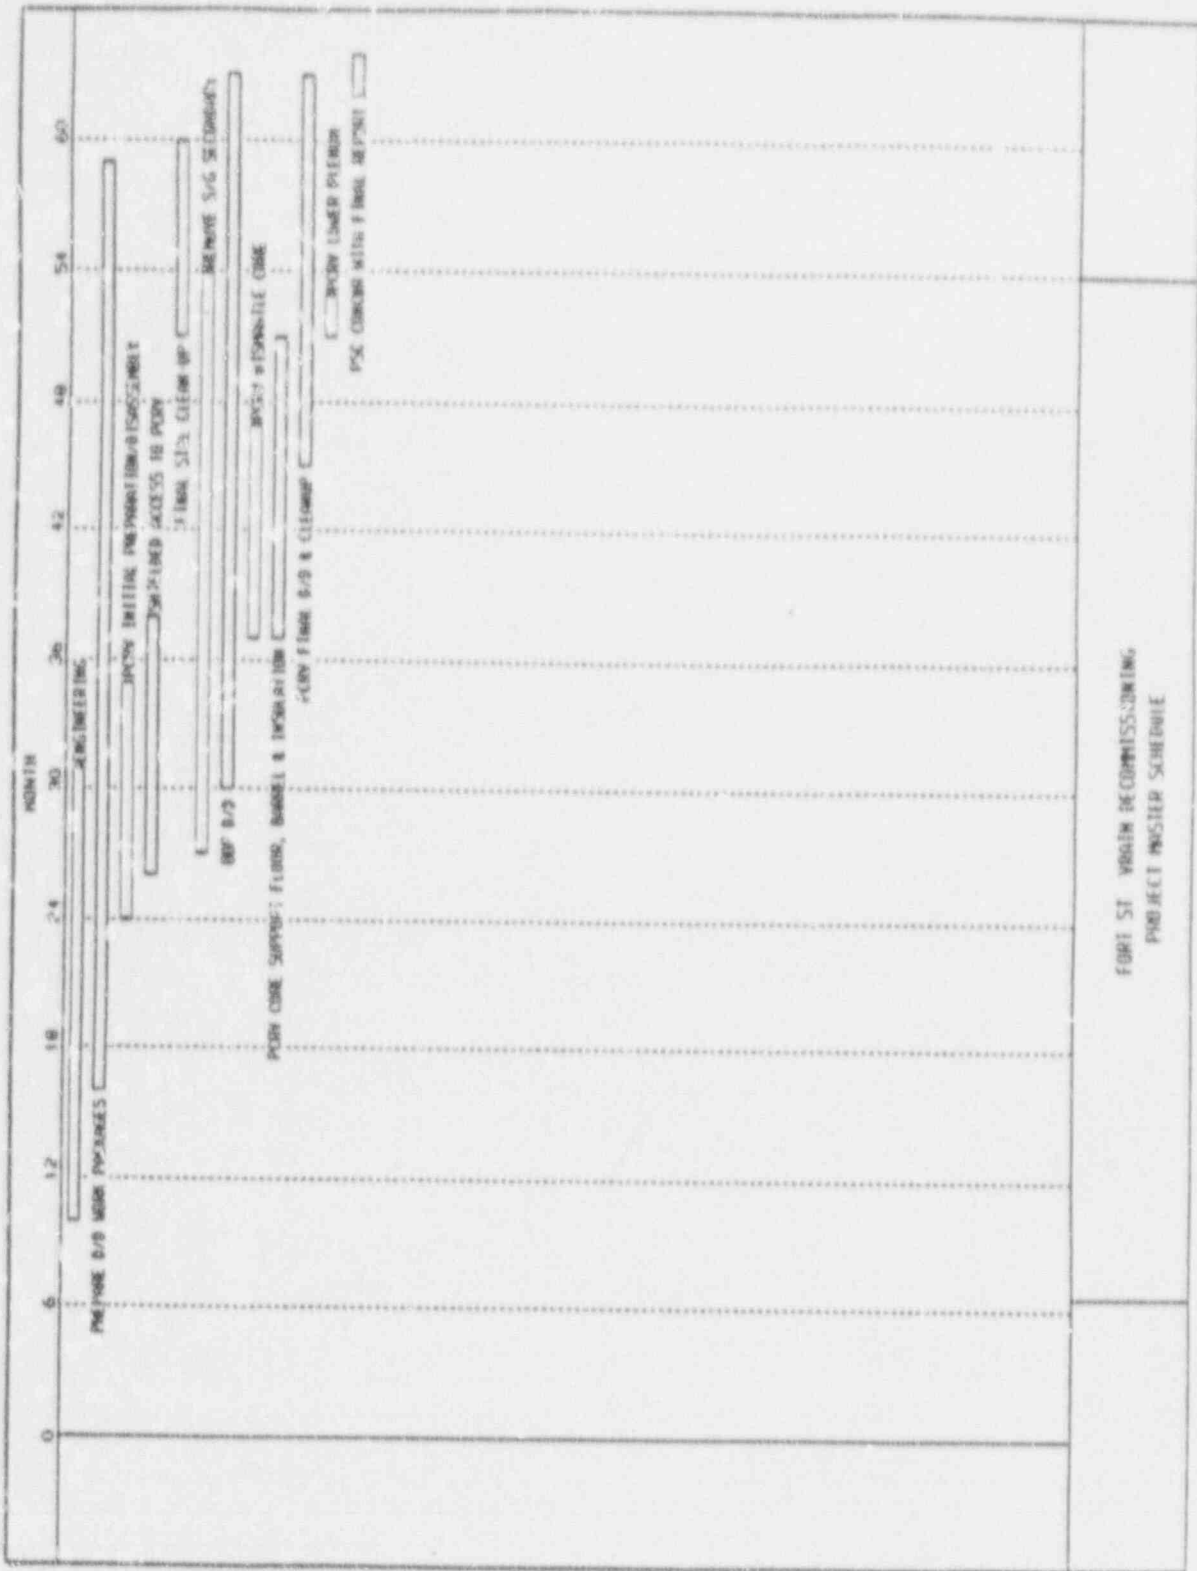 MONTH
0 6 12 18 24 30 36 42 48 54 60
ENGINEERING
PREPARE D/D WORK PACKAGES
PCRV INITIAL PREPARATION/DISASSEMBLY
SHIELDED ACCESS TO PCRV
FINAL SITE CLEAN-UP
REMOVE S/G SECONDARIES
BOP D/D
PCRV DISMANTLE CORE
PCRV CORE SUPPORT FLOOR, BARREL & INSULATION
PCRV FINAL D/D & CLEANUP
PCRV LOWER PLENUM
PSC CONCUR WITH FINAL REPORT
FORT ST VRAIN DECOMMISSIONING
PROJECT MASTER SCHEDULE